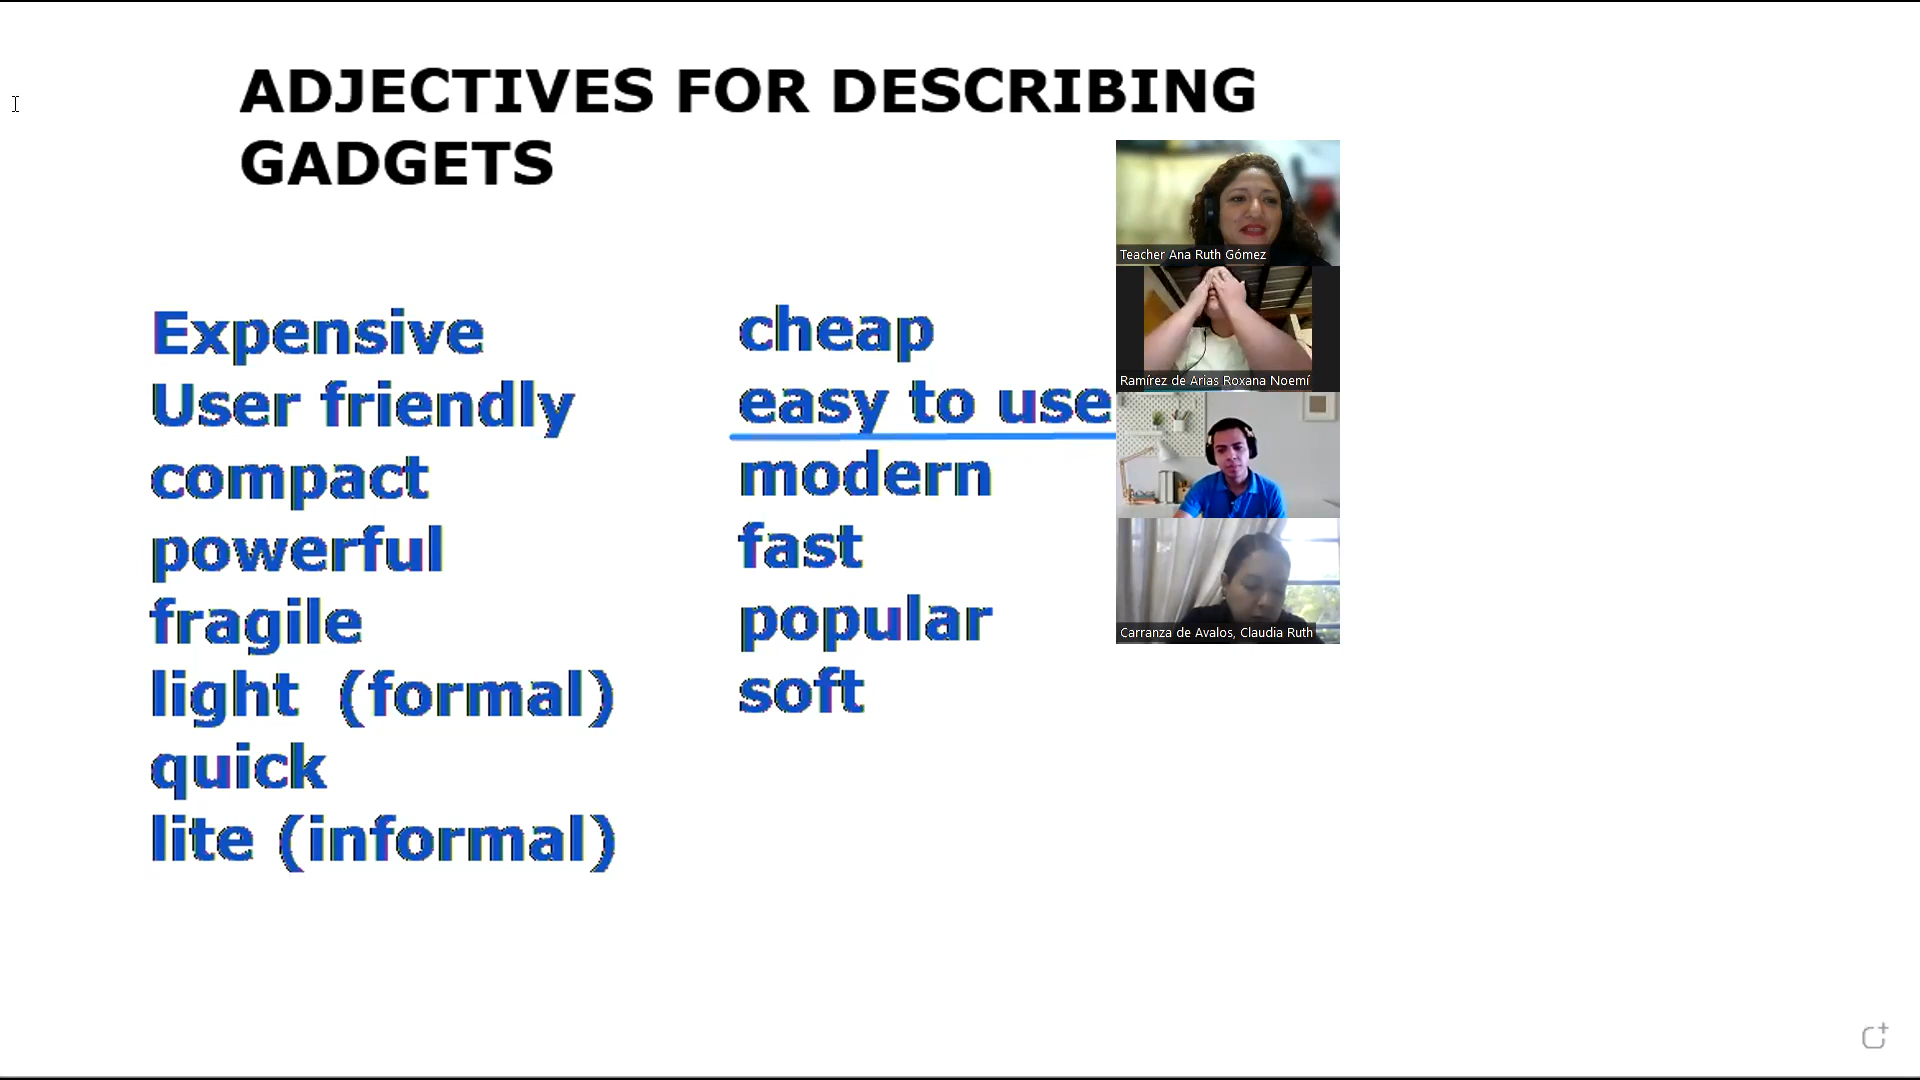 ADJECTIVES FOR DESCRIBING
GADGETS
Expensive
User friendly
compact
powerful
fragile
light (formal)
quick
lite (informal)
cheap
easy to use
modern
fast
popular
soft
Teacher Ana Ruth Gómez
Ramírez de Arias Roxana Noemí
Carranza de Avalos, Claudia Ruth